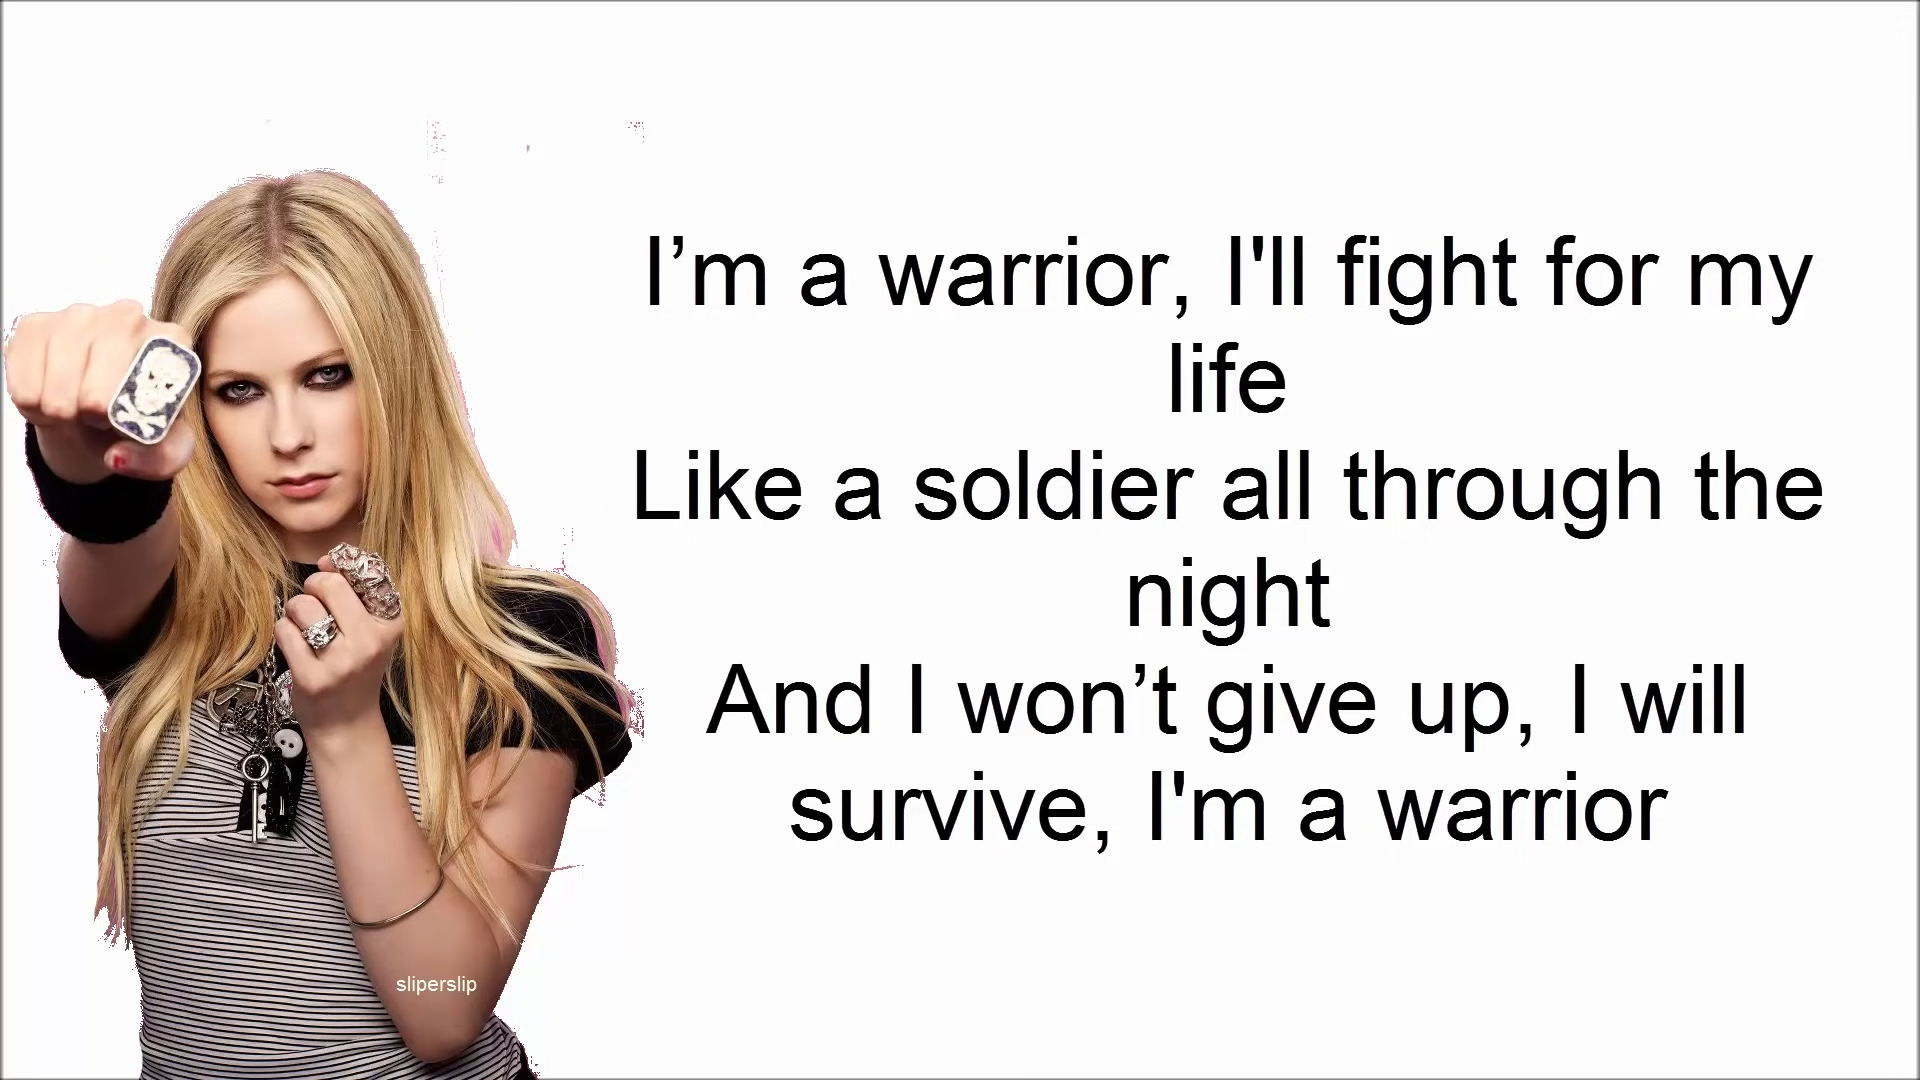 I’m a warrior, I'll fight for my
life
Like a soldier all through the
night
And I won’t give up, I will
survive, I'm a warrior
sliperslip